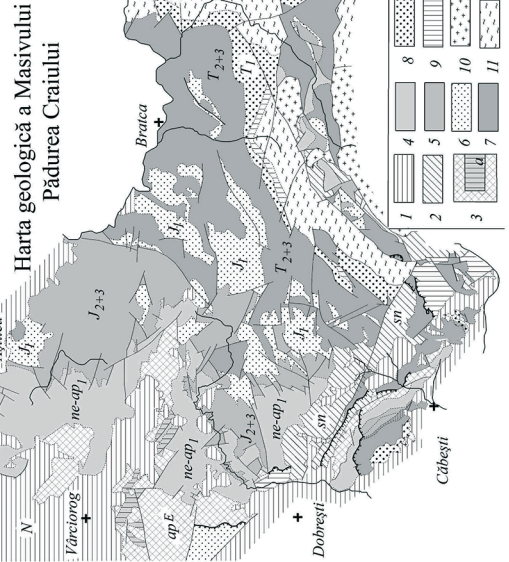 Harta geologică a Masivului
Pădurea Craiului
Bratca
T2+3
T1
J1
J2+3
J1
J1
T2+3
J1
ne-ap1
N
Vârciorog
ne-ap1
J2+3
ne-ap1
sn
sn
apE
Dobrești
Căbești
1
2
3
a
4
5
6
7
8
9
10
11